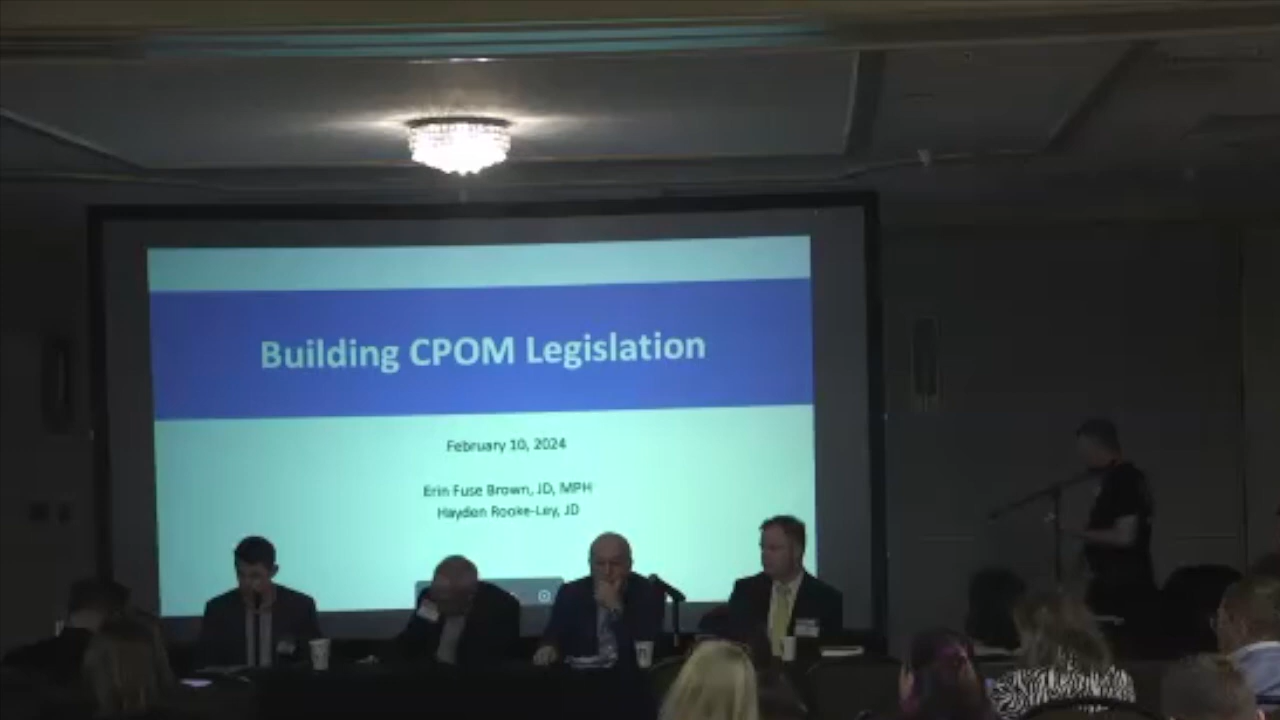 Building CPOM Legislation
February 10, 2024
Erin Fuse Brown, JD, MPH
Hayden Rooke-Ley, JD